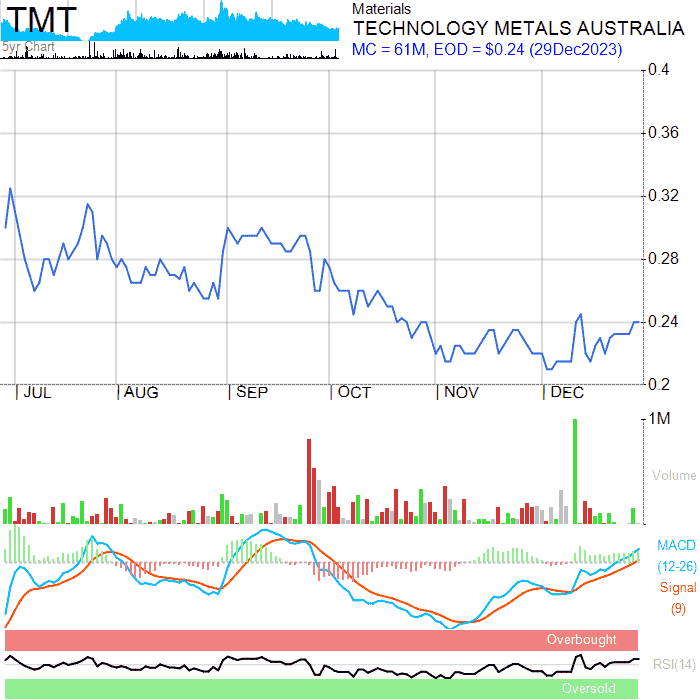 TMT
5yr Chart
Materials
TECHNOLOGY METALS AUSTRALIA
MC = 61M, EOD = $0.24 (29Dec2023)
0.4
0.36
0.32
0.28
0.24
0.2
JUL AUG SEP OCT NOV DEC
1M
Volume
MACD
(12-26)
Signal
(9)
Overbought
RSI(14)
Oversold